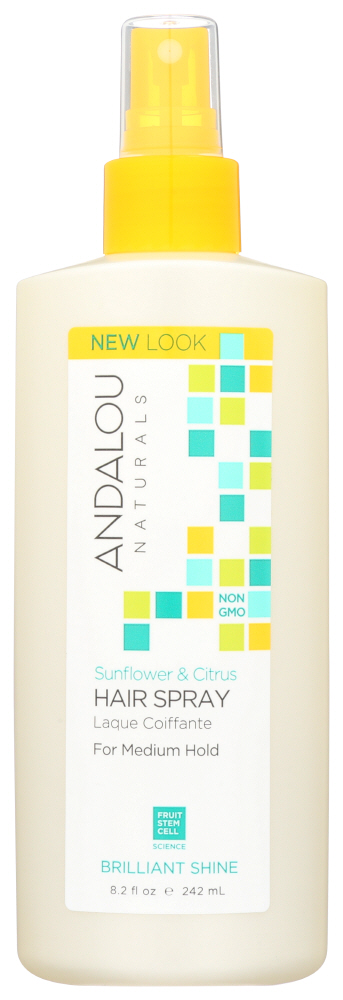 NEW LOOK
ANDALOU
NATURALS
NON
GMO
Sunflower & Citrus
HAIR SPRAY
Laque Coiffante
For Medium Hold
FRUIT
STEM
CELL
SCIENCE
BRILLIANT SHINE
8.2 fl oz ℮ 242 mL